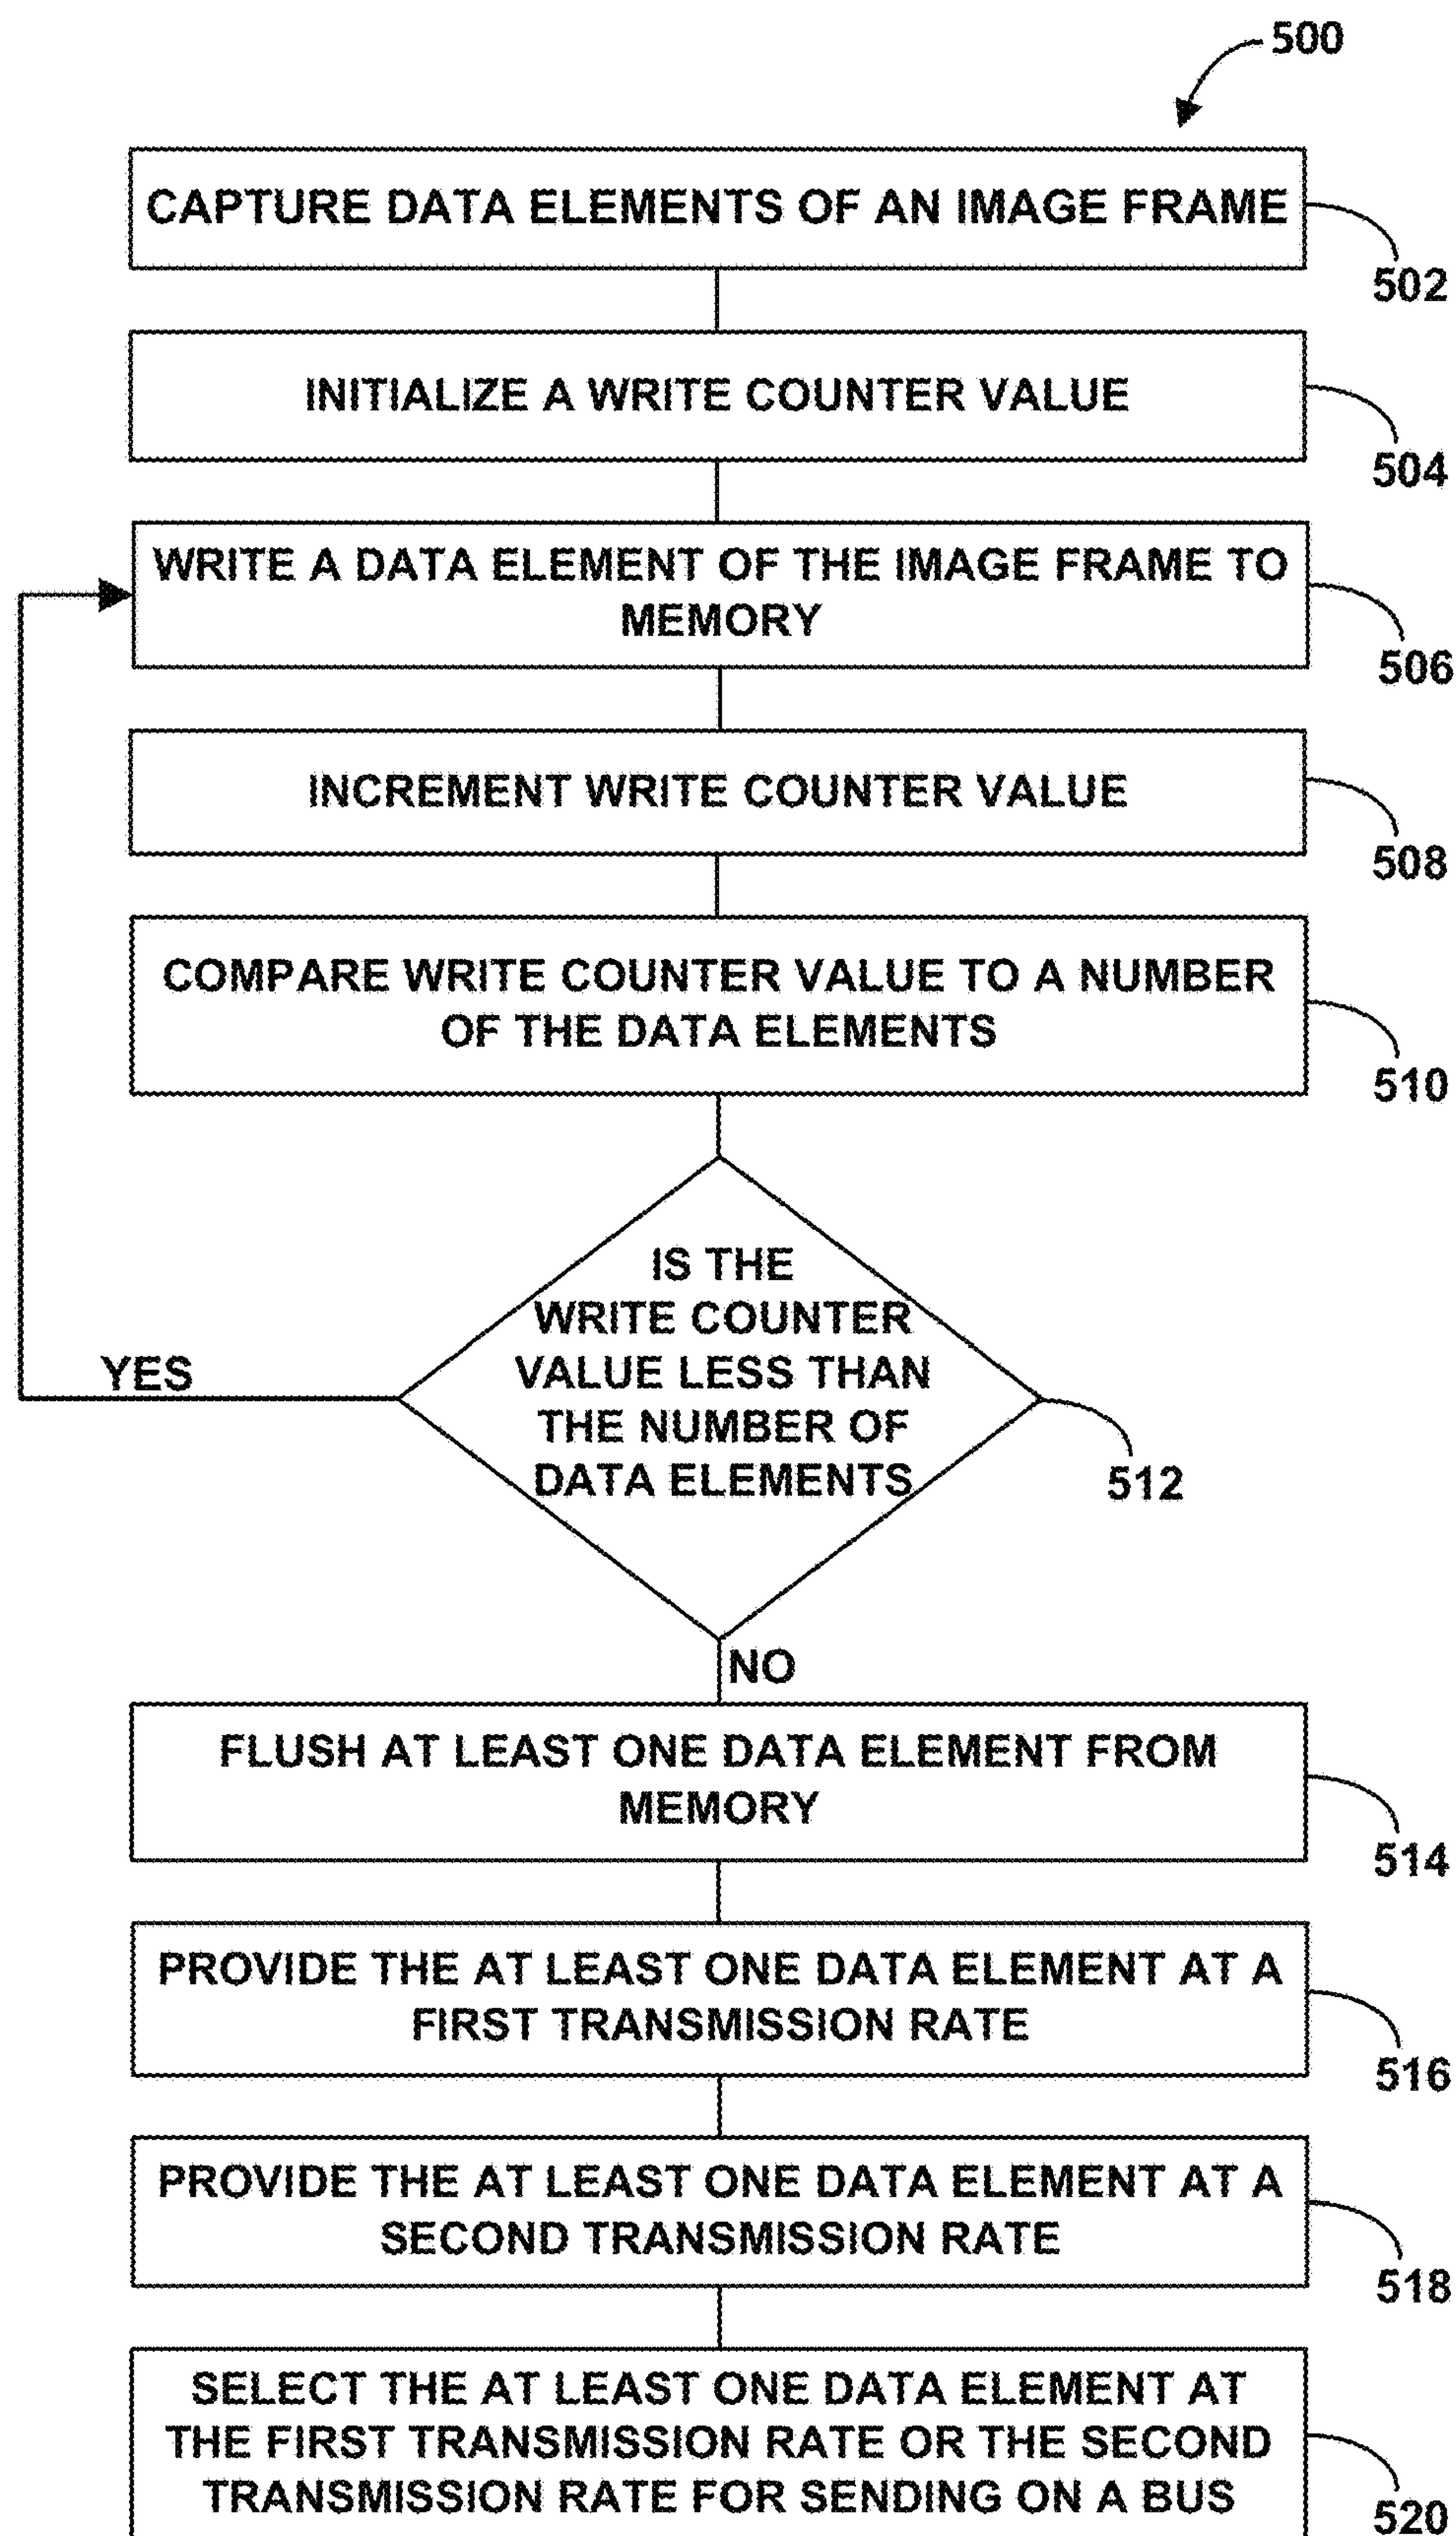 500
CAPTURE DATA ELEMENTS OF AN IMAGE FRAME
502
INITIALIZE A WRITE COUNTER VALUE
504
WRITE A DATA ELEMENT OF THE IMAGE FRAME TO
MEMORY
506
INCREMENT WRITE COUNTER VALUE
508
COMPARE WRITE COUNTER VALUE TO A NUMBER
OF THE DATA ELEMENTS
510
IS THE
WRITE COUNTER
VALUE LESS THAN
THE NUMBER OF
DATA ELEMENTS
YES
512
NO
FLUSH AT LEAST ONE DATA ELEMENT FROM
MEMORY
514
PROVIDE THE AT LEAST ONE DATA ELEMENT AT A
FIRST TRANSMISSION RATE
516
PROVIDE THE AT LEAST ONE DATA ELEMENT AT A
SECOND TRANSMISSION RATE
518
SELECT THE AT LEAST ONE DATA ELEMENT AT
THE FIRST TRANSMISSION RATE OR THE SECOND
TRANSMISSION RATE FOR SENDING ON A BUS
520